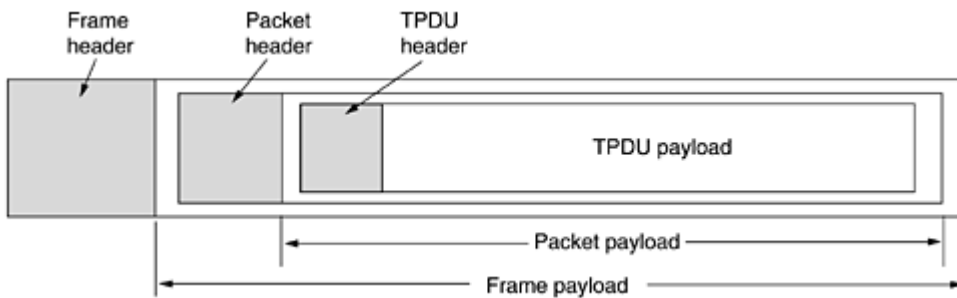 Frame
header
Packet
header
TPDU
header
TPDU payload
Packet payload
Frame payload